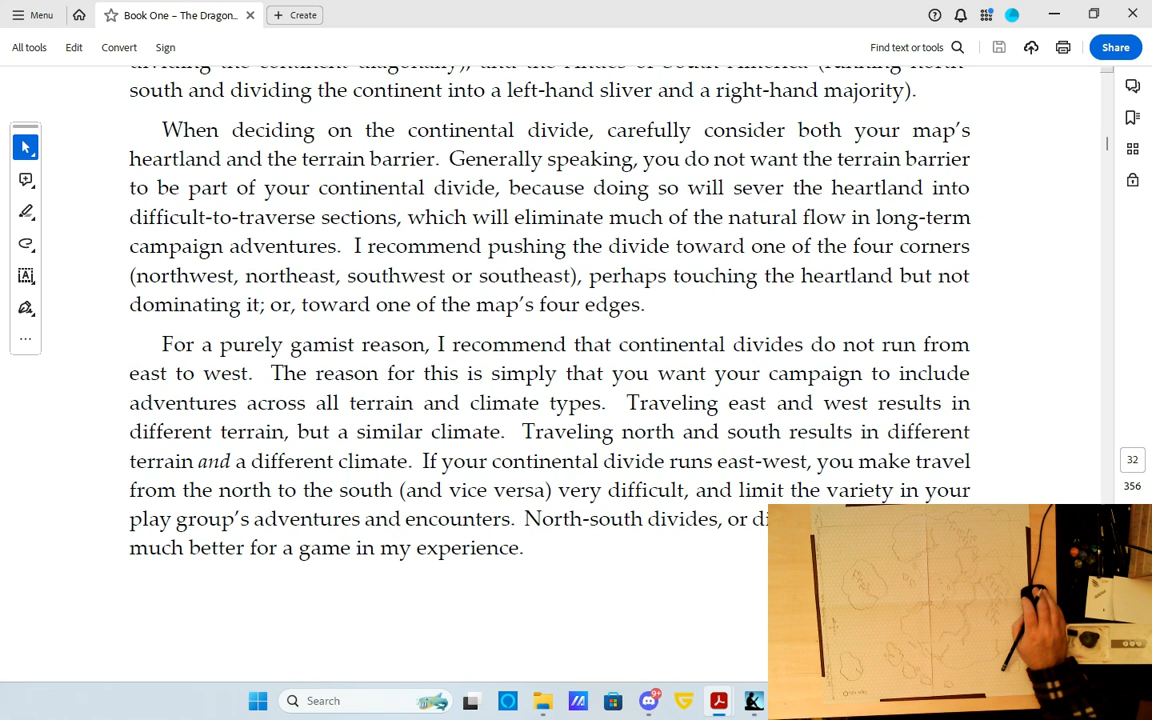 Menu
Book One – The Dragon...
Create
All tools
Edit
Convert
Sign
Find text or tools
Share
south and dividing the continent into a left-hand sliver and a right-hand majority).
When deciding on the continental divide, carefully consider both your map's
heartland and the terrain barrier. Generally speaking, you do not want the terrain barrier
to be part of your continental divide, because doing so will sever the heartland into
difficult-to-traverse sections, which will eliminate much of the natural flow in long-term
campaign adventures. I recommend pushing the divide toward one of the four corners
(northwest, northeast, southwest or southeast), perhaps touching the heartland but not
dominating it; or, toward one of the map's four edges.
For a purely gamist reason, I recommend that continental divides do not run from
east to west. The reason for this is simply that you want your campaign to include
adventures across all terrain and climate types. Traveling east and west results in
different terrain, but a similar climate. Traveling north and south results in different
terrain and a different climate. If your continental divide runs east-west, you make travel
from the north to the south (and vice versa) very difficult, and limit the variety in your
play group's adventures and encounters. North-south divides, or
much better for a game in my experience.
32
356
Search
9+